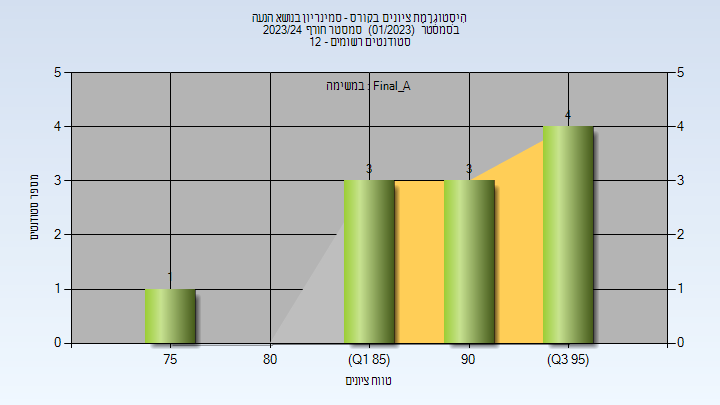 היסטוגרמת ציונים בקורס - סמינריון בנושא הנעה
בסמסטר (01/2023) סמסטר חורף 2023/24
סטודנטים רשומים - 12
במשימה : Final_A
5 5
4 4
3 3
2 2
1 1
0 0
1 3 3 4
75 80 (Q1 85) 90 (Q3 95)
מספר סטודנטים
טווח ציונים